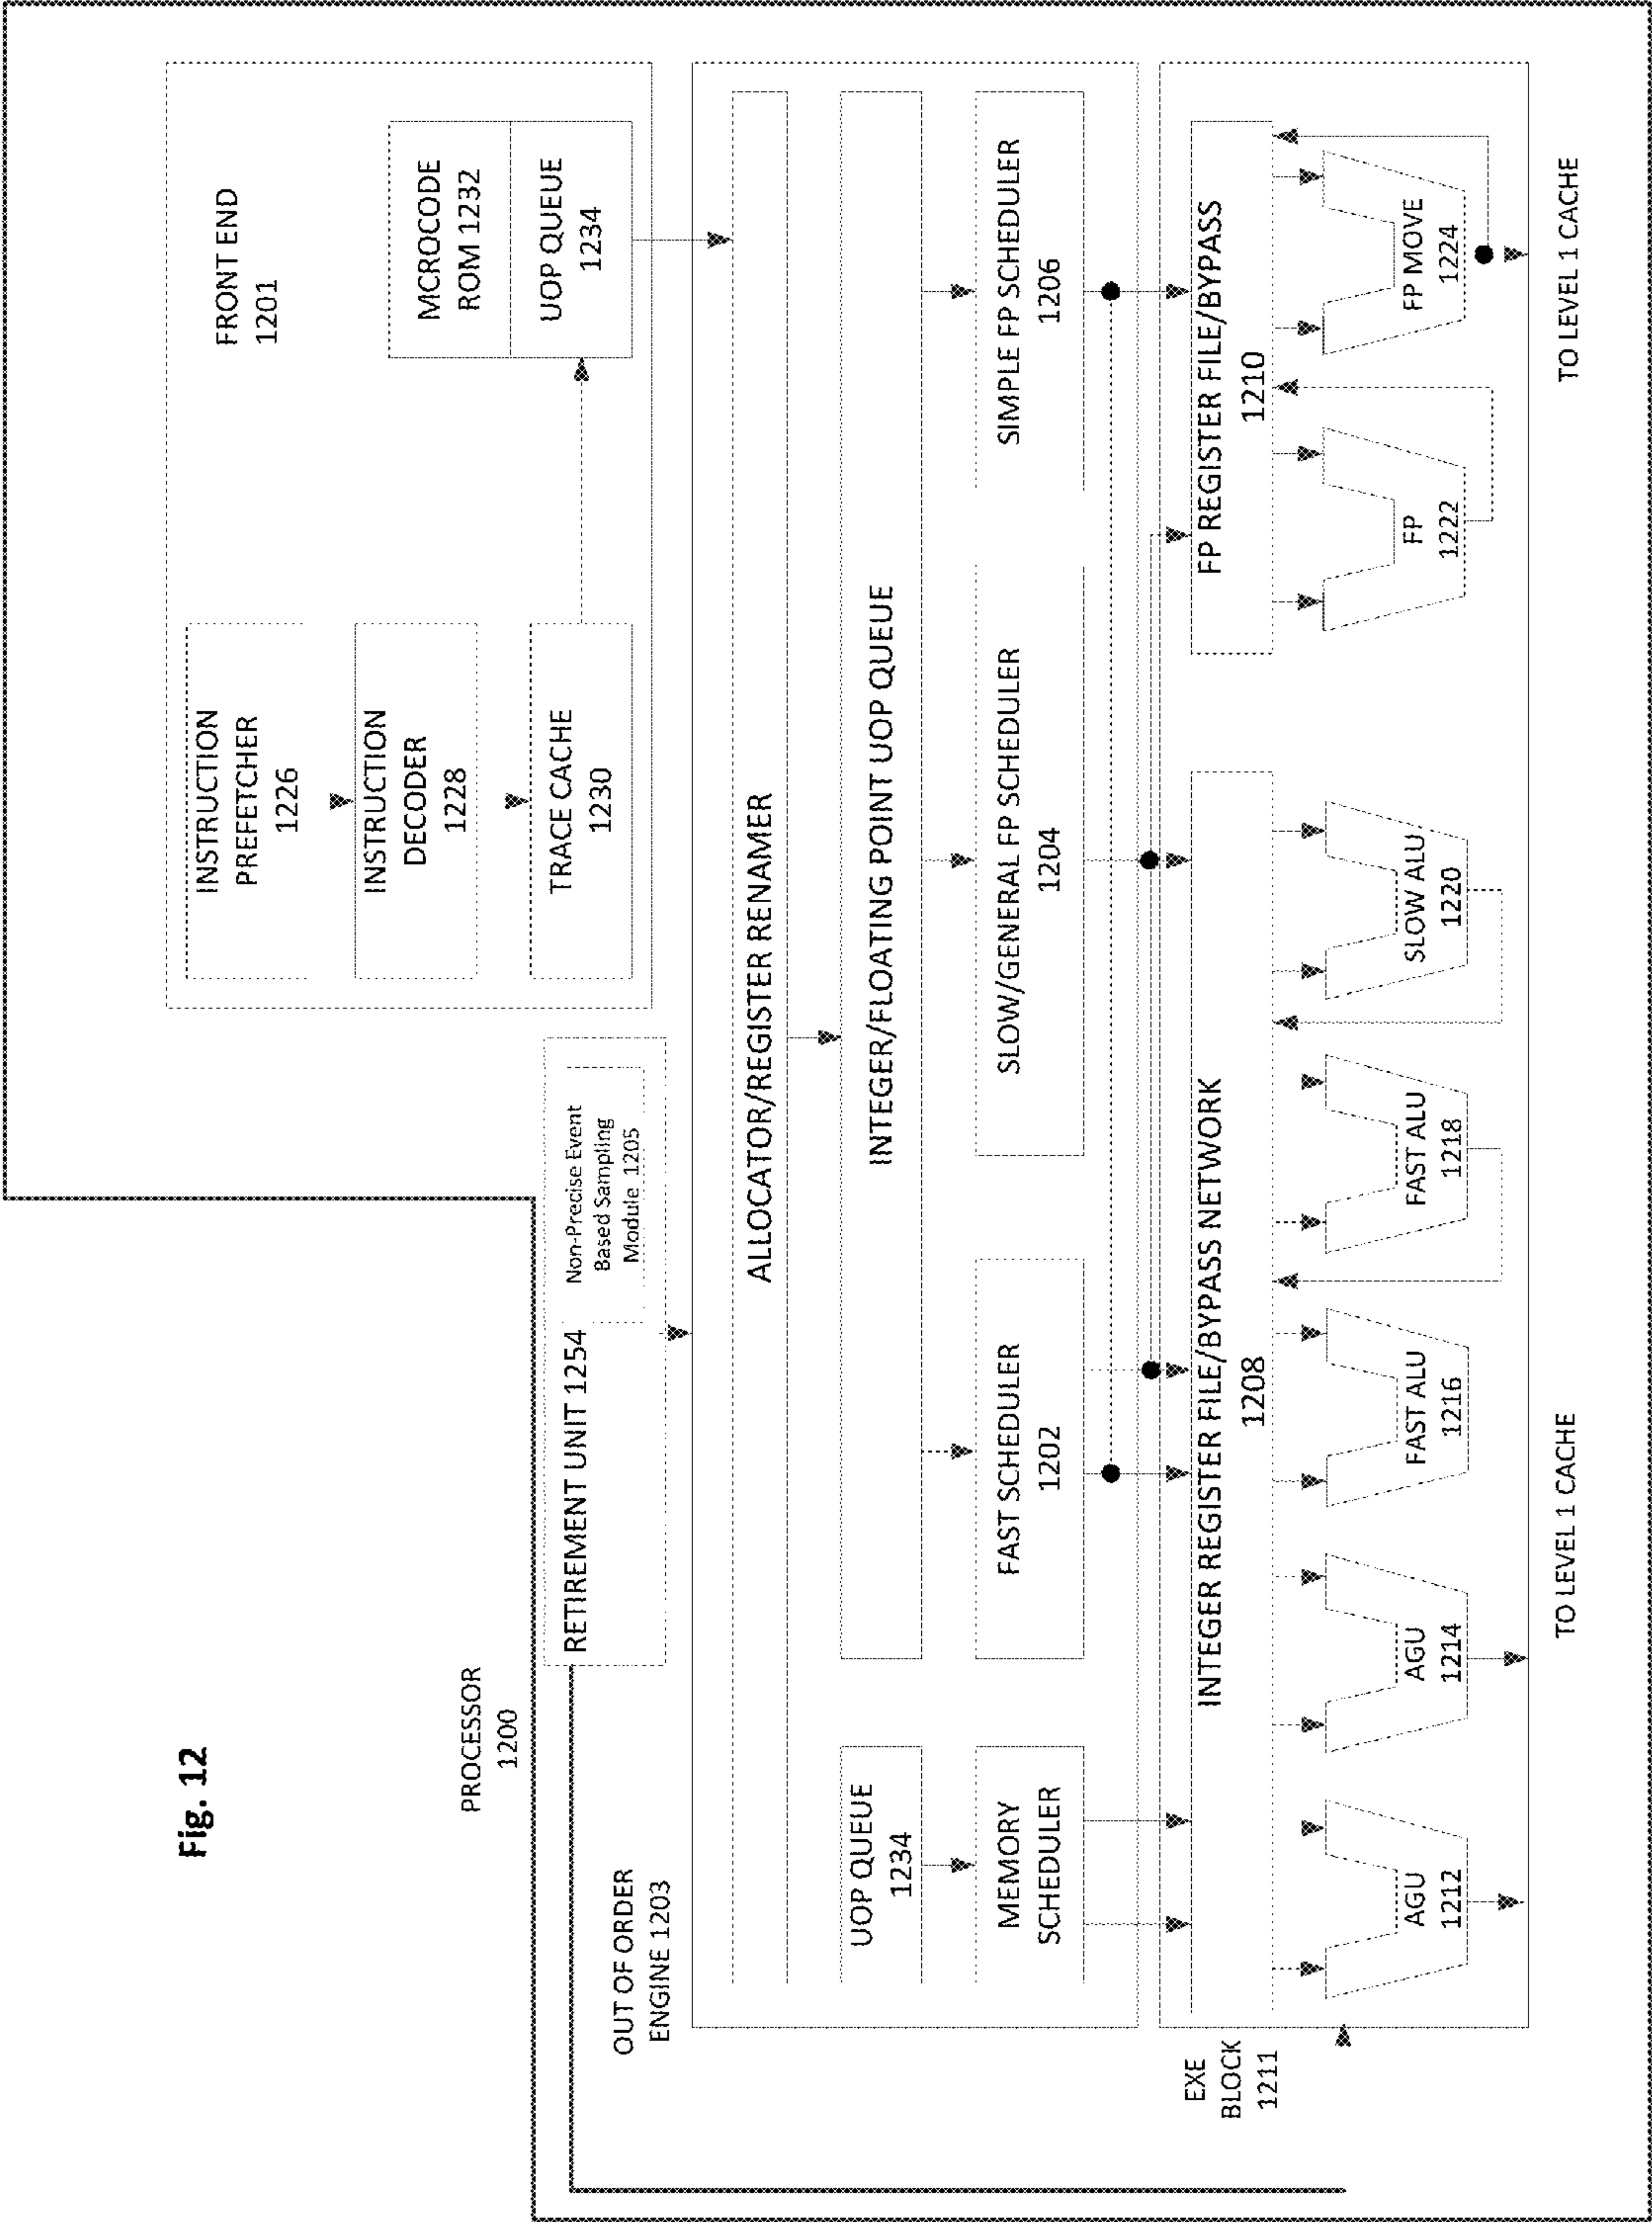 Fig. 12
PROCESSOR
1200
FRONT END
1201
INSTRUCTION
PREFETCHER
1226
INSTRUCTION
DECODER
1228
TRACE CACHE
1230
MCROCODE
ROM 1232
UOP QUEUE
1234
RETIREMENT UNIT 1254
Non-Precise Event
Based Sampling
Module 1205
OUT OF ORDER
ENGINE 1203
ALLOCATOR/REGISTER RENAMER
UOP QUEUE
1234
INTEGER/FLOATING POINT UOP QUEUE
MEMORY
SCHEDULER
FAST SCHEDULER
1202
SLOW/GENERAL FP SCHEDULER
1204
SIMPLE FP SCHEDULER
1206
EXE
BLOCK
1211
INTEGER REGISTER FILE/BYPASS NETWORK
1208
FP REGISTER FILE/BYPASS
1210
AGU
1212
AGU
1214
FAST ALU
1216
FAST ALU
1218
SLOW ALU
1220
FP
1222
FP MOVE
1224
TO LEVEL 1 CACHE
TO LEVEL 1 CACHE